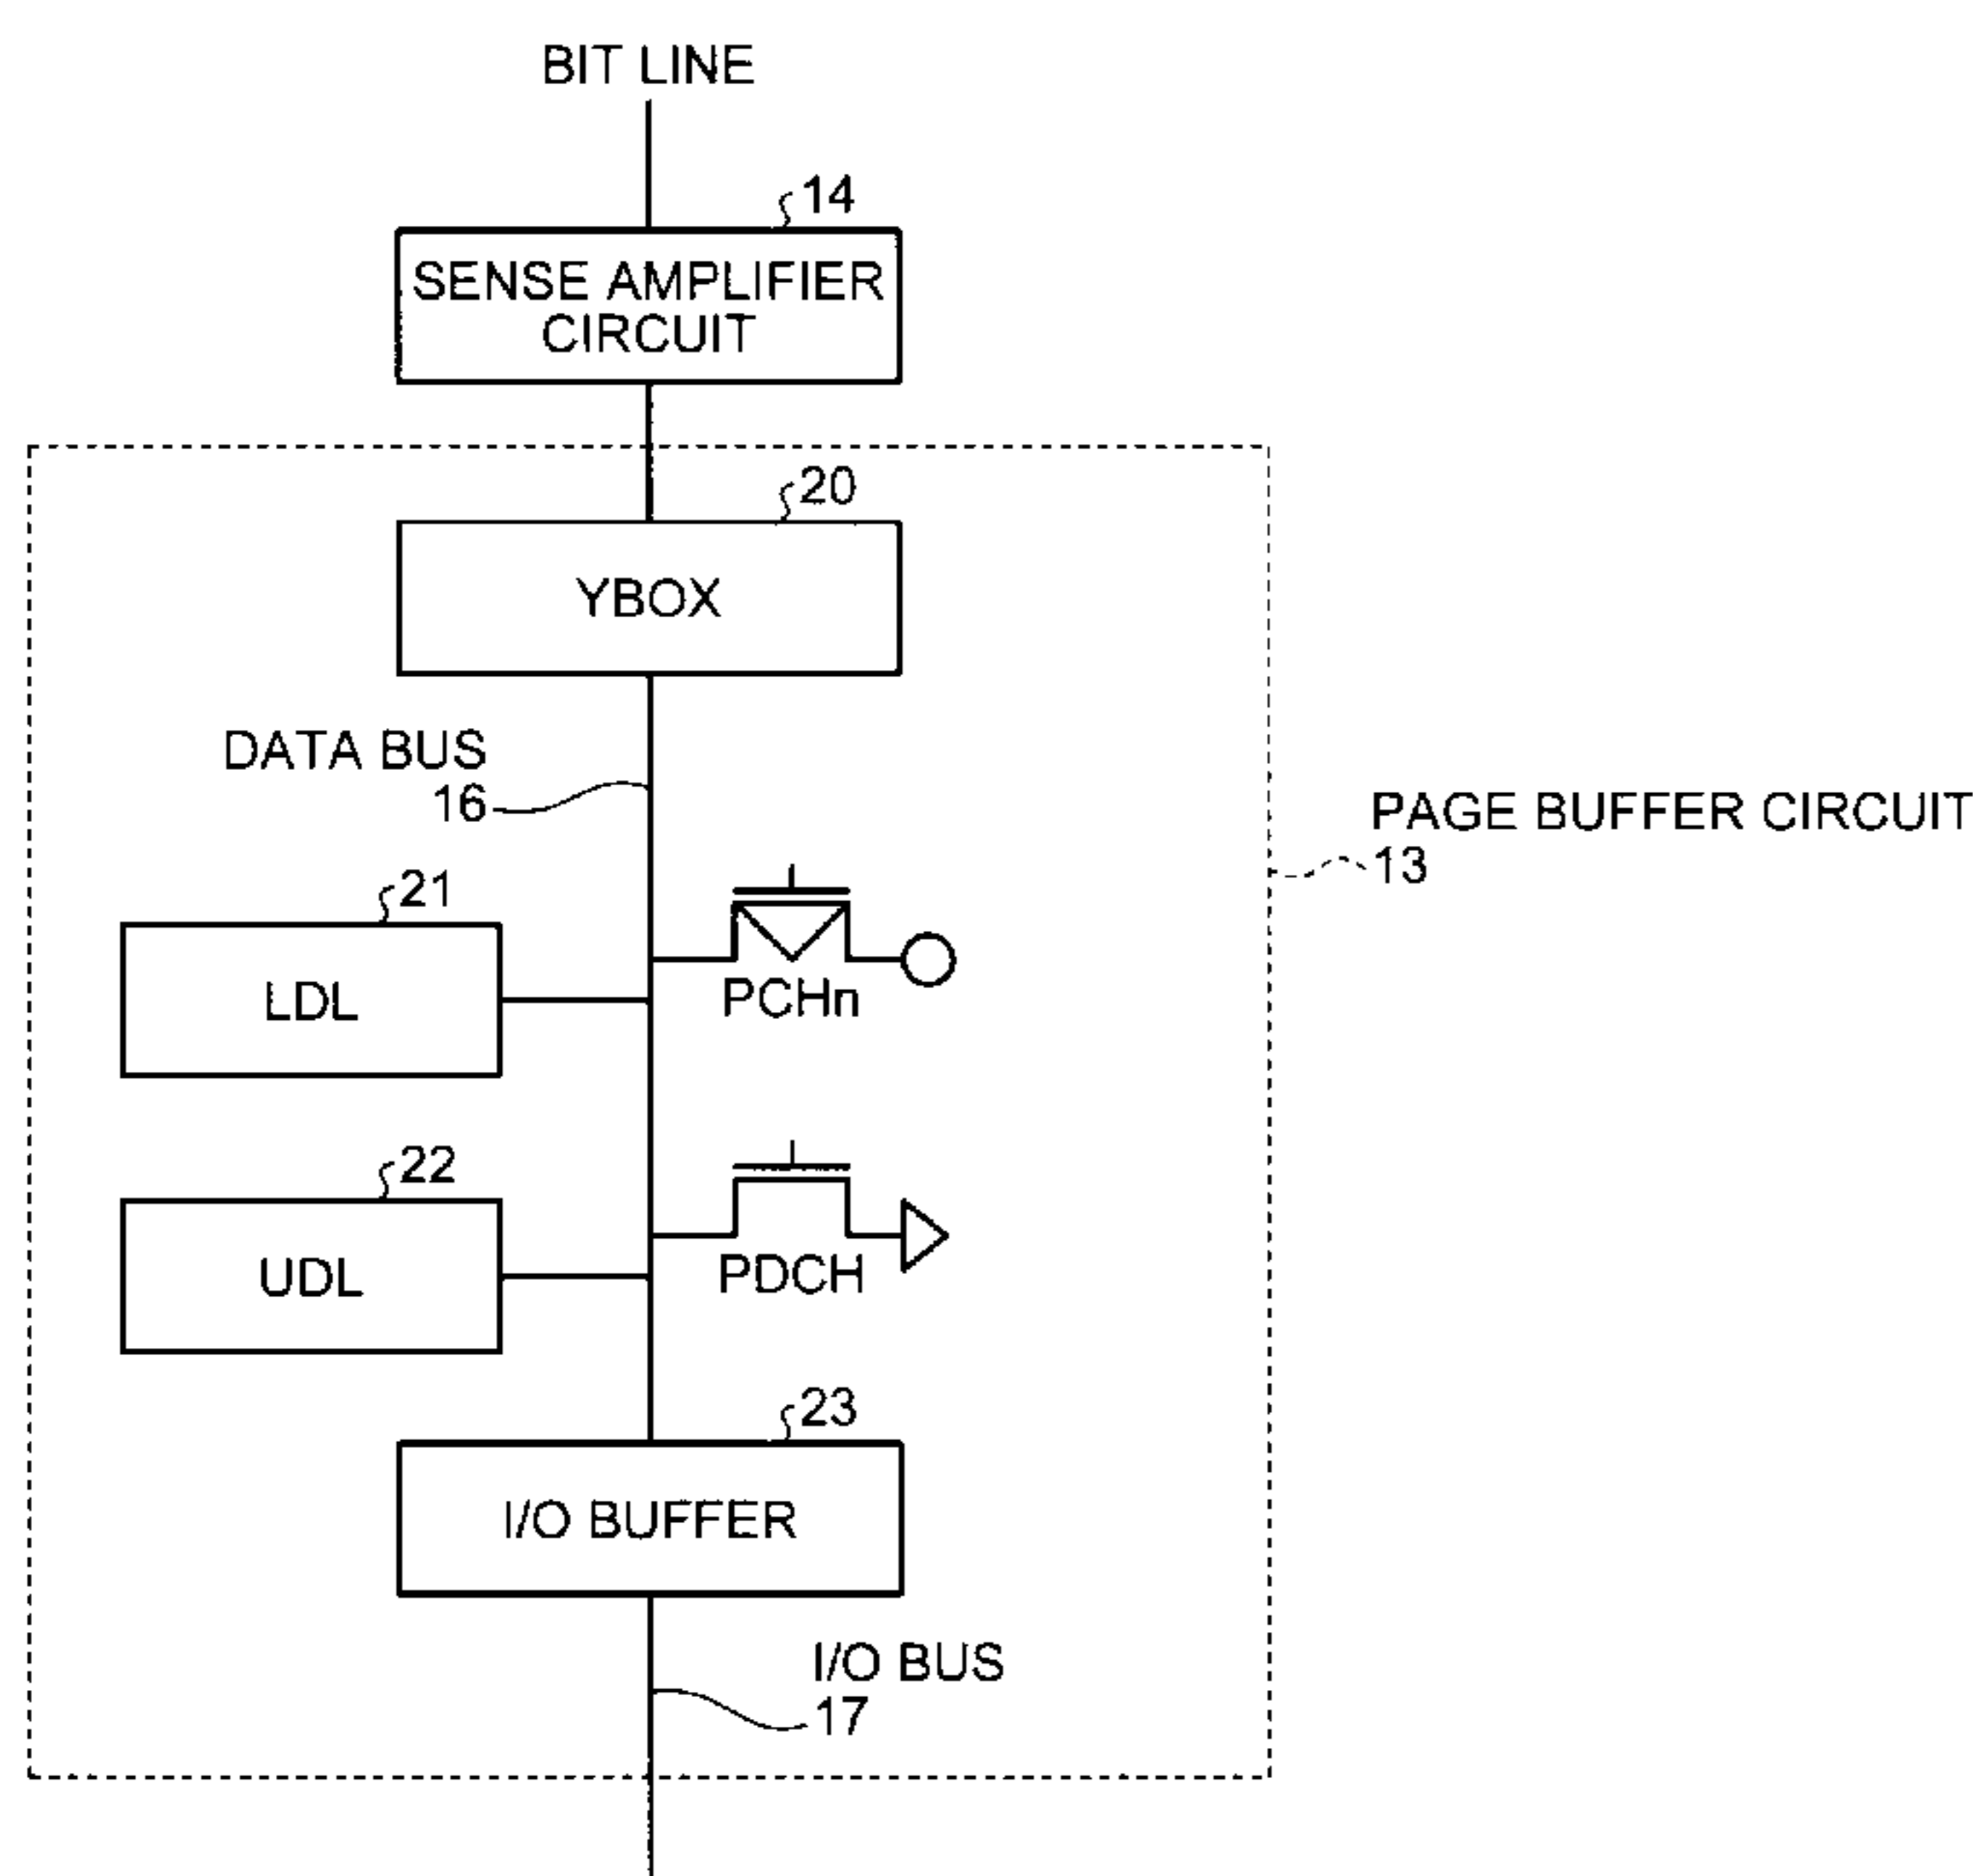 BIT LINE
14
SENSE AMPLIFIER
CIRCUIT
20
YBOX
DATA BUS
16
PAGE BUFFER CIRCUIT
13
21
LDL
PCHn
22
UDL
PDCH
23
I/O BUFFER
I/O BUS
17